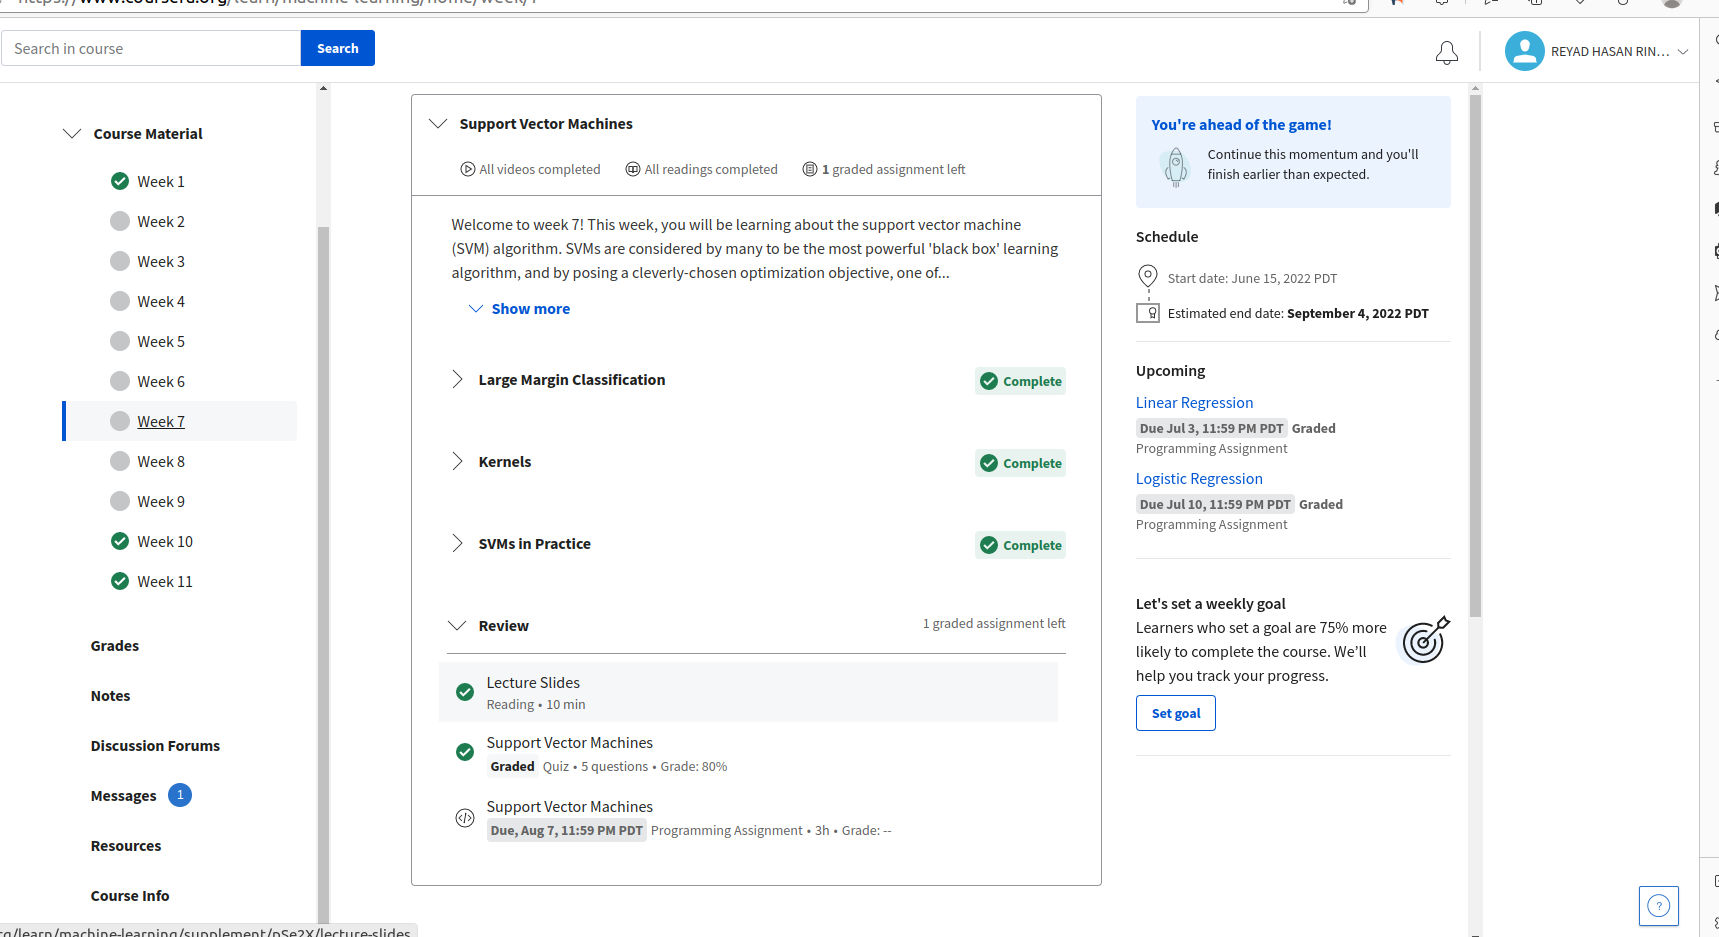 Search in course
Search
REYAD HASAN RIN...
Course Material
Week 1
Week 2
Week 3
Week 4
Week 5
Week 6
Week 7
Week 8
Week 9
Week 10
Week 11
Grades
Notes
Discussion Forums
Messages 1
Resources
Course Info
Support Vector Machines
All videos completed All readings completed 1 graded assignment left
Welcome to week 7! This week, you will be learning about the support vector machine
(SVM) algorithm. SVMs are considered by many to be the most powerful 'black box' learning
algorithm, and by posing a cleverly-chosen optimization objective, one of...
Show more
Large Margin Classification Complete
Kernels Complete
SVMs in Practice Complete
Review 1 graded assignment left
Lecture Slides
Reading • 10 min
Support Vector Machines
Graded Quiz • 5 questions • Grade: 80%
Support Vector Machines
Due, Aug 7, 11:59 PM PDT Programming Assignment • 3h • Grade: --
You're ahead of the game!
Continue this momentum and you'll
finish earlier than expected.
Schedule
Start date: June 15, 2022 PDT
Estimated end date: September 4, 2022 PDT
Upcoming
Linear Regression
Due Jul 3, 11:59 PM PDT Graded
Programming Assignment
Logistic Regression
Due Jul 10, 11:59 PM PDT Graded
Programming Assignment
Let's set a weekly goal
Learners who set a goal are 75% more
likely to complete the course. We'll
help you track your progress.
Set goal
?
rg/learn/machine-learning/supplement/pSe2X/lecture-slides